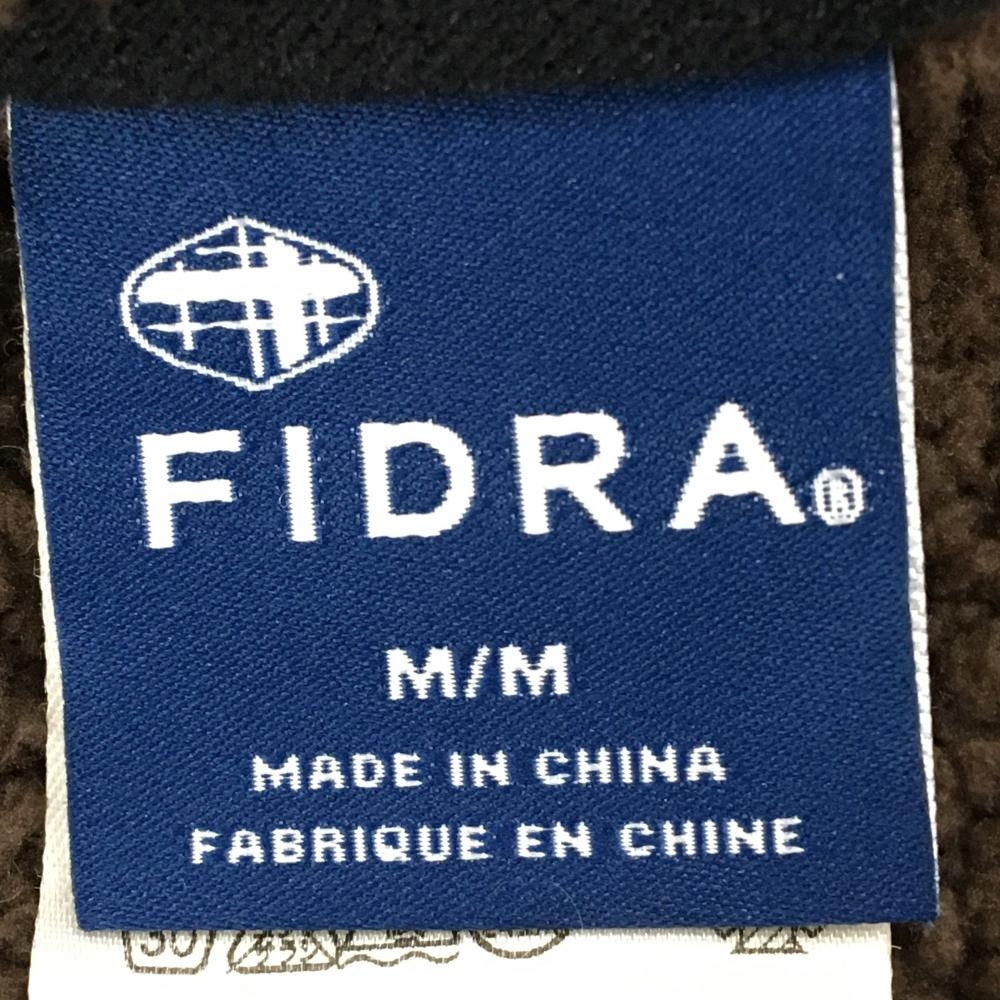 FIDRA®
M/M
MADE IN CHINA
FABRIQUE EN CHINE